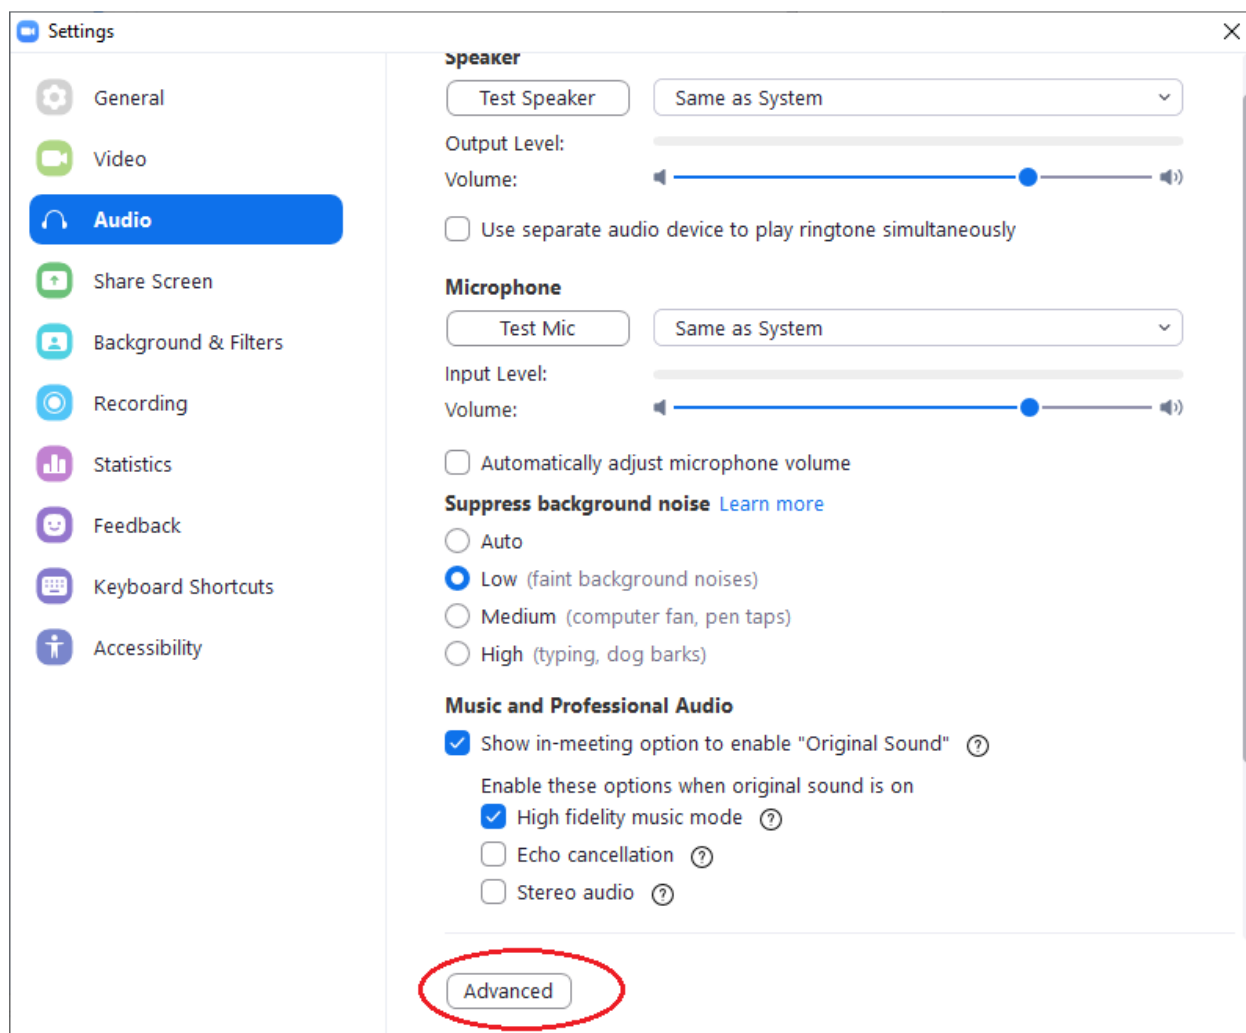 Settings
General
Video
Audio
Share Screen
Background & Filters
Recording
Statistics
Feedback
Keyboard Shortcuts
Accessibility
Speaker
Test Speaker
Same as System
Output Level:
Volume:
Use separate audio device to play ringtone simultaneously
Microphone
Test Mic
Same as System
Input Level:
Volume:
Automatically adjust microphone volume
Suppress background noise Learn more
Auto
Low (faint background noises)
Medium (computer fan, pen taps)
High (typing, dog barks)
Music and Professional Audio
Show in-meeting option to enable "Original Sound" ?
Enable these options when original sound is on
High fidelity music mode ?
Echo cancellation ?
Stereo audio ?
Advanced